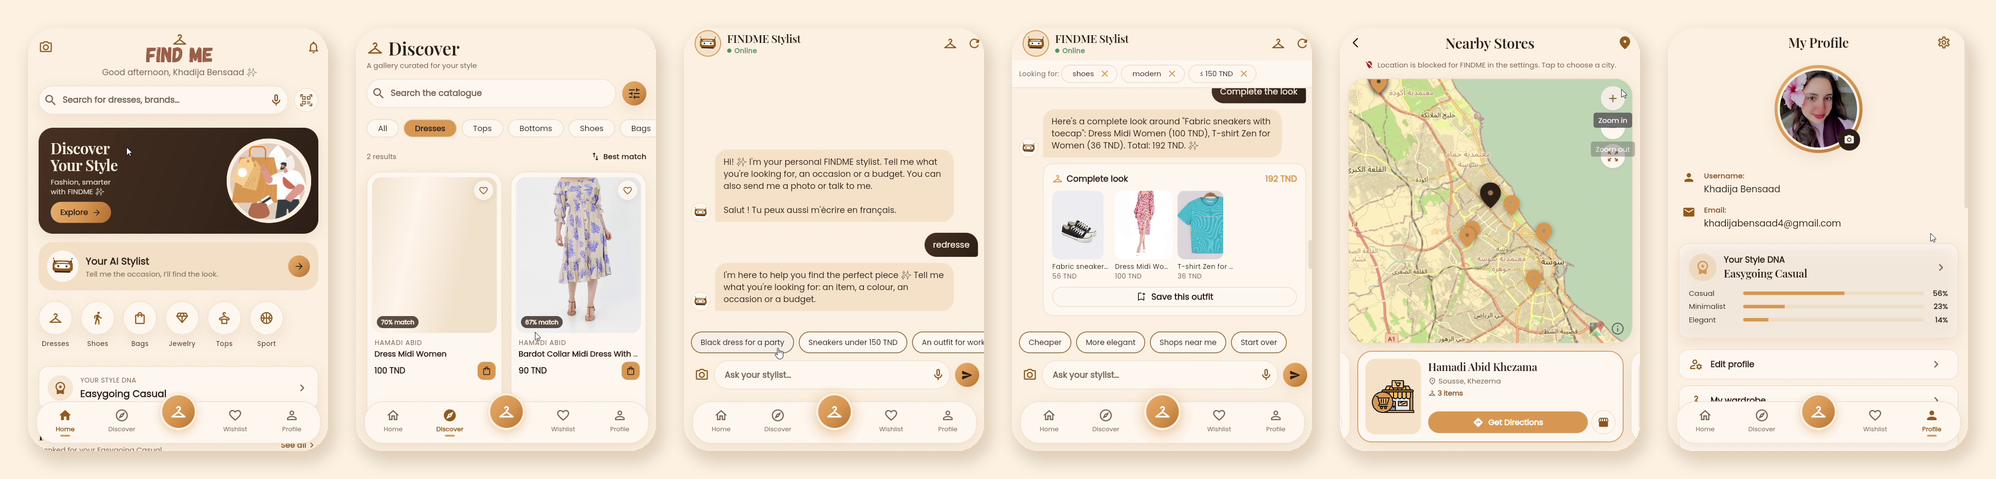 FIND ME
Good afternoon, Khadija Bensaad
Search for dresses, brands...
Discover
Your Style
Fashion, smarter
with FINDME
Explore →
Your AI Stylist
Tell me the occasion, I'll find the look.
Dresses
Shoes
Bags
Jewelry
Tops
Sport
YOUR STYLE DNA
Easygoing Casual
Home
Discover
Wishlist
Profile
See all >
Discover
A gallery curated for your style
Search the catalogue
All
Dresses
Tops
Bottoms
Shoes
Bags
2 results
Best match
70% match
HAMADI ABID
Dress Midi Women
100 TND
67% match
HAMADI ABID
Bardot Collar Midi Dress With ...
90 TND
Home
Discover
Wishlist
Profile
FINDME Stylist
Online
Hi! I'm your personal FINDME stylist. Tell me what
you're looking for, an occasion or a budget. You can
also send me a photo or talk to me.
Salut ! Tu peux aussi m'écrire en français.
redresse
I'm here to help you find the perfect piece Tell me
what you're looking for: an item, a colour, an
occasion or a budget.
Black dress for a party
Sneakers under 150 TND
An outfit for work
Ask your stylist...
Home
Discover
Wishlist
Profile
FINDME Stylist
Online
Looking for:
shoes ×
modern ×
≤ 150 TND ×
Complete the look
Here's a complete look around "Fabric sneakers with
toecap": Dress Midi Women (100 TND), T-shirt Zen for
Women (36 TND). Total: 192 TND.
Complete look
192 TND
Fabric sneaker...
56 TND
Dress Midi Wo...
100 TND
T-shirt Zen for ...
36 TND
Save this outfit
Cheaper
More elegant
Shops near me
Start over
Ask your stylist...
Home
Discover
Wishlist
Profile
Nearby Stores
Location is blocked for FINDME in the settings. Tap to choose a city.
Zoom in
Zoom out
سوسة
A1
Hamadi Abid Khezama
Sousse, Khezema
3 items
Get Directions
My Profile
Username:
Khadija Bensaad
Email:
khadijabensaad4@gmail.com
Your Style DNA
Easygoing Casual
Casual
56%
Minimalist
23%
Elegant
14%
Edit profile
My wardrobe
Home
Discover
Wishlist
Profile